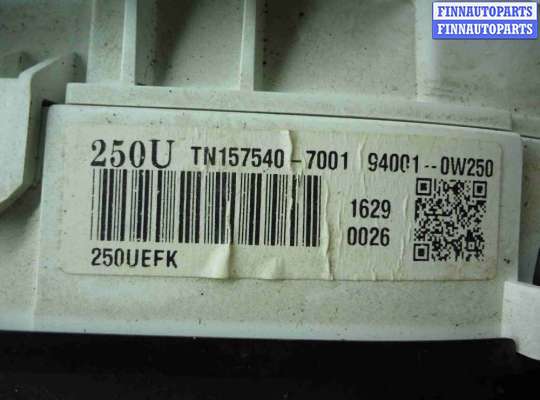 FINNAUTOPARTS
FINNAUTOPARTS
250U TN157540-7001 94001--0W250
1629
0026
250UEFK